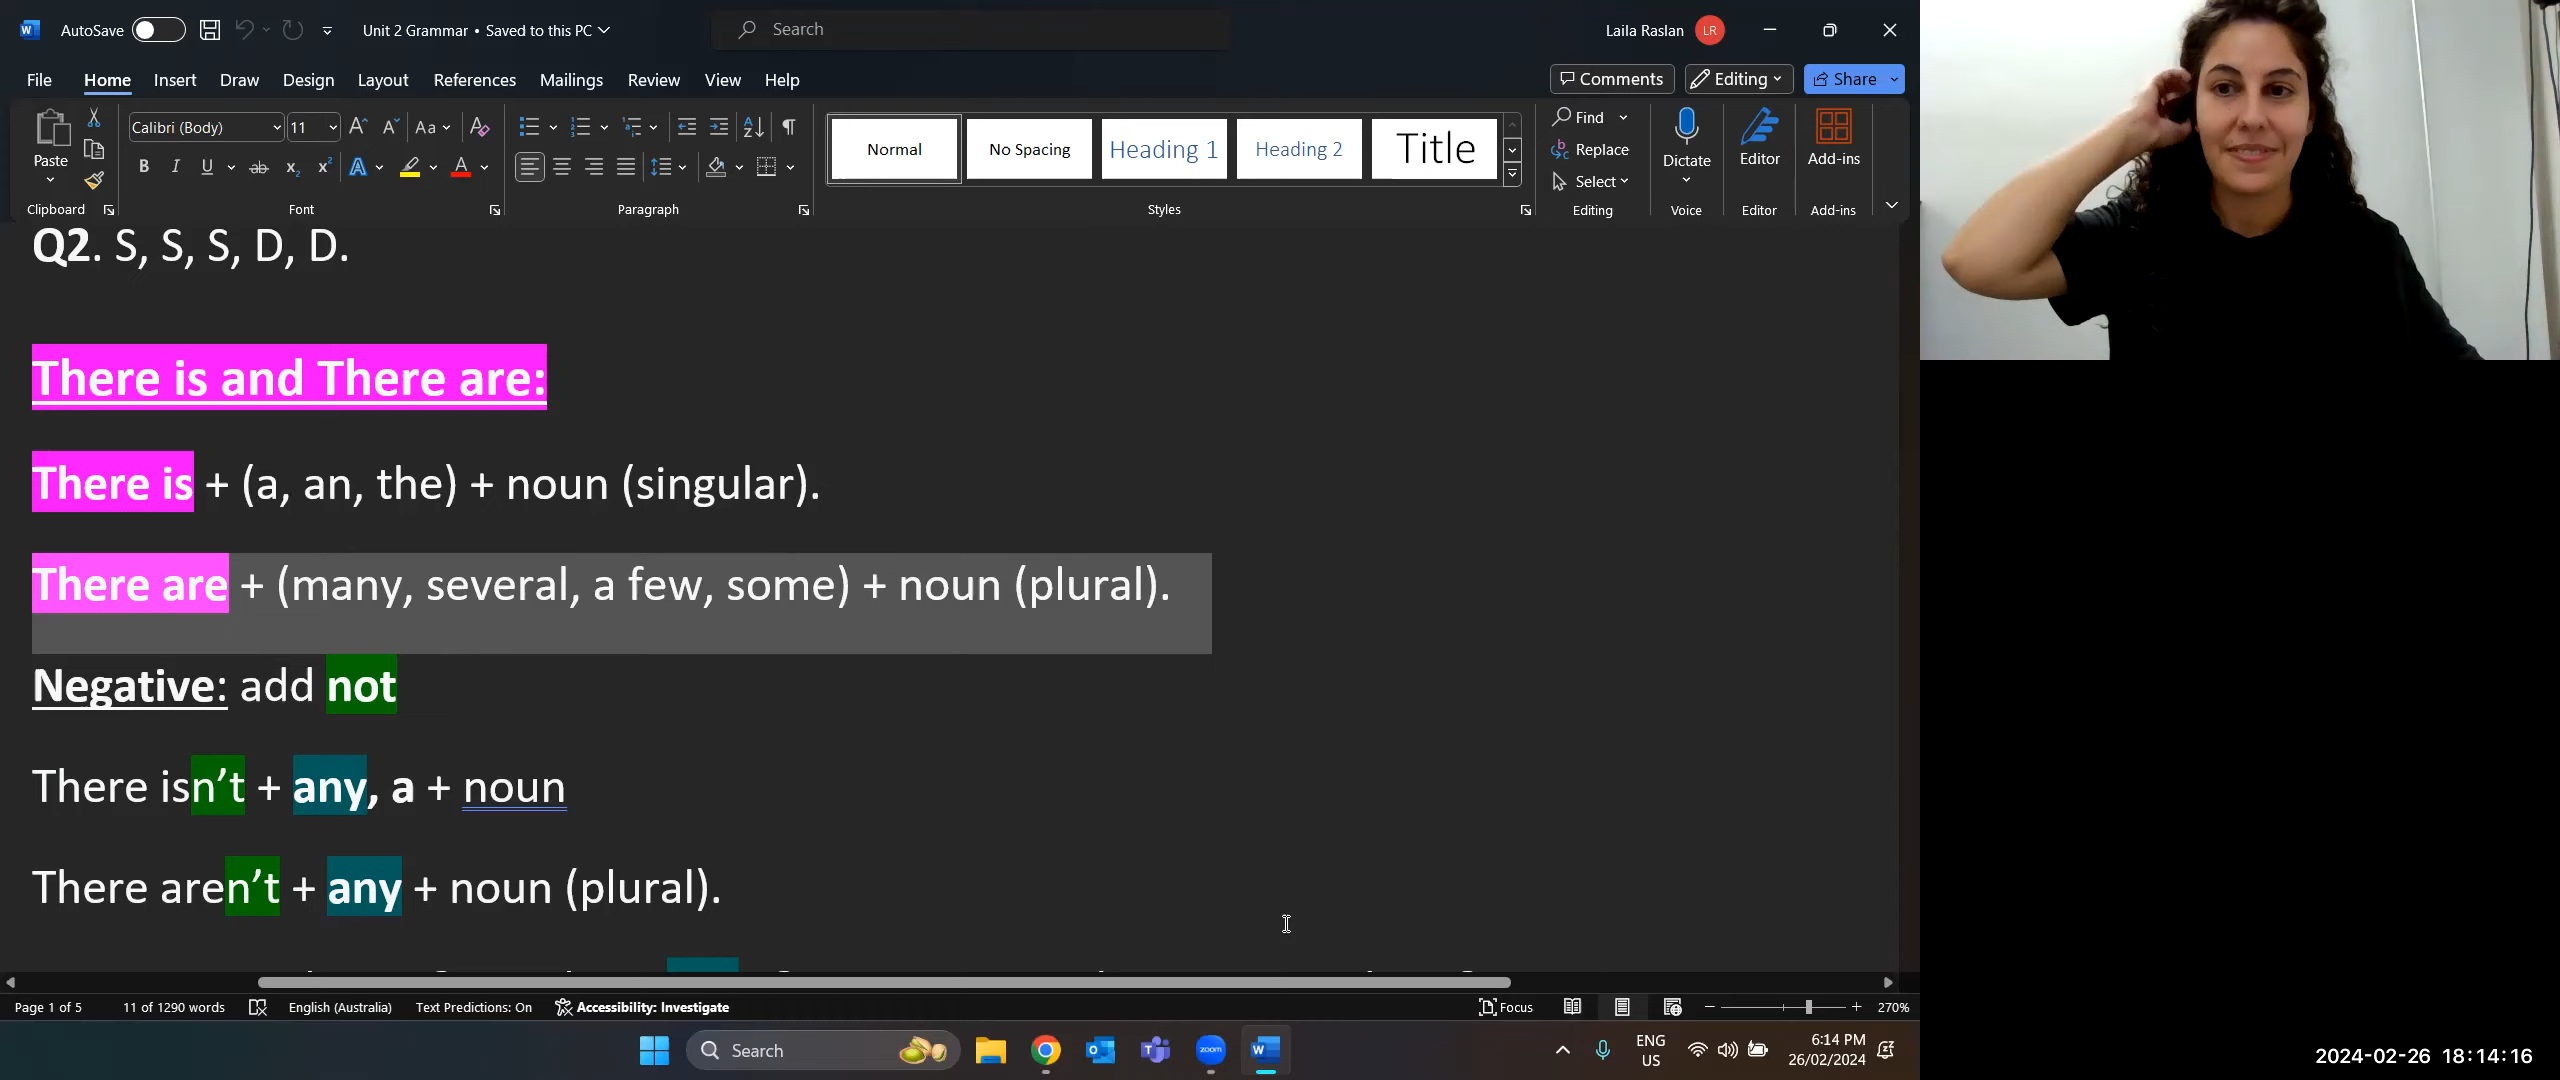 AutoSave
Unit 2 Grammar • Saved to this PC
Search
Laila Raslan
LR
File Home Insert Draw Design Layout References Mailings Review View Help
Comments
Editing
Share
Paste
Calibri (Body)
11
Aa
B I U ab x₂ x² A A
Normal
No Spacing
Heading 1
Heading 2
Title
Find
Replace
Select
Dictate
Editor
Add-ins
Clipboard
Font
Paragraph
Styles
Editing
Voice
Editor
Add-ins
Q2. S, S, S, D, D.
There is and There are:
There is + (a, an, the) + noun (singular).
There are + (many, several, a few, some) + noun (plural).
Negative: add not
There isn’t + any, a + noun
There aren’t + any + noun (plural).
Page 1 of 5
11 of 1290 words
English (Australia)
Text Predictions: On
Accessibility: Investigate
Focus
270%
Search
zoom
ENG
US
6:14 PM
26/02/2024
2024-02-26 18:14:16